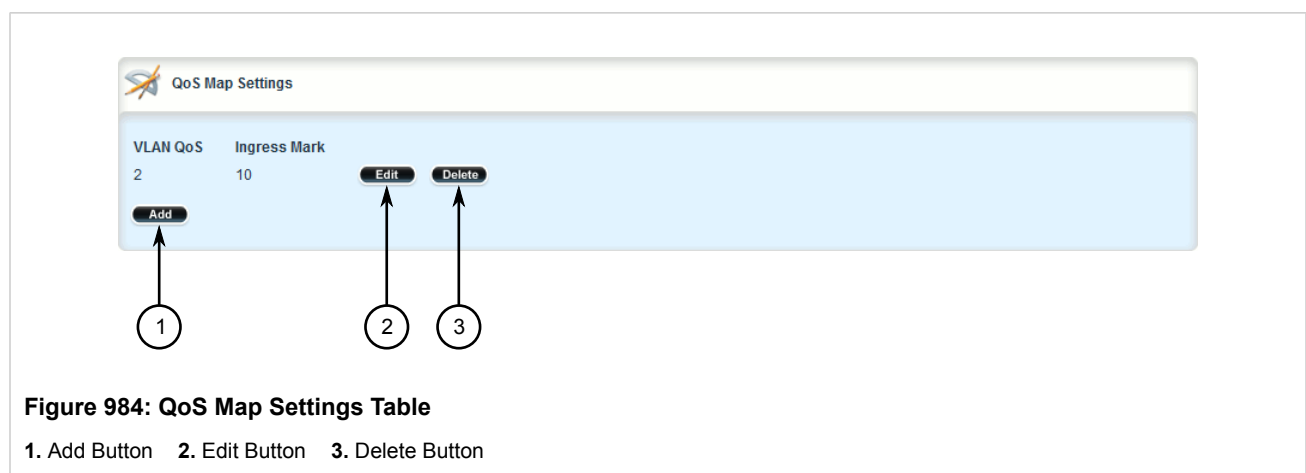 QoS Map Settings
VLAN QoS Ingress Mark
2 10 Edit Delete
Add
1 2 3
Figure 984: QoS Map Settings Table
1. Add Button 2. Edit Button 3. Delete Button